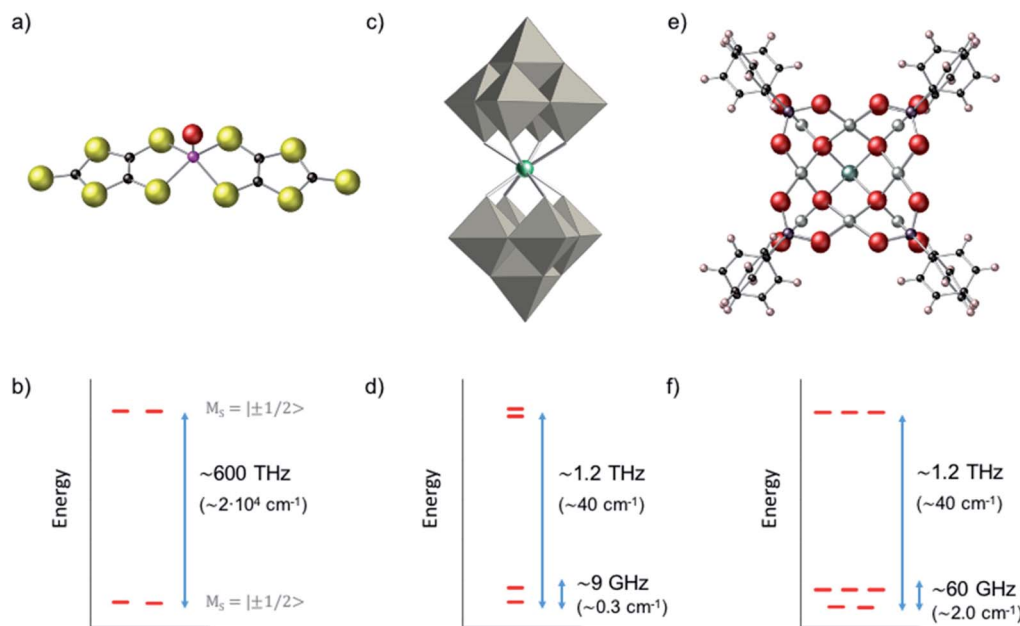 a)
c)
e)
b)
Energy
M_S = |±1/2>
~600 THz
(~2·10⁴ cm⁻¹)
M_S = |±1/2>
d)
Energy
~1.2 THz
(~40 cm⁻¹)
~9 GHz
(~0.3 cm⁻¹)
f)
Energy
~1.2 THz
(~40 cm⁻¹)
~60 GHz
(~2.0 cm⁻¹)